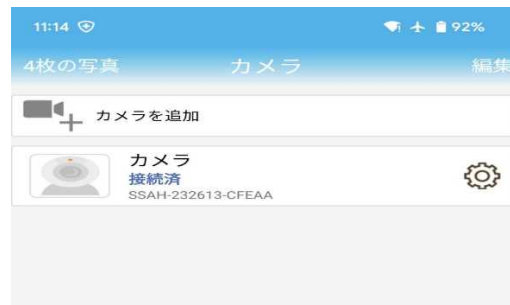 11:14 92%
4枚の写真 カメラ 編集
カメラを追加
カメラ
接続済
SSAH-232613-CFEAA